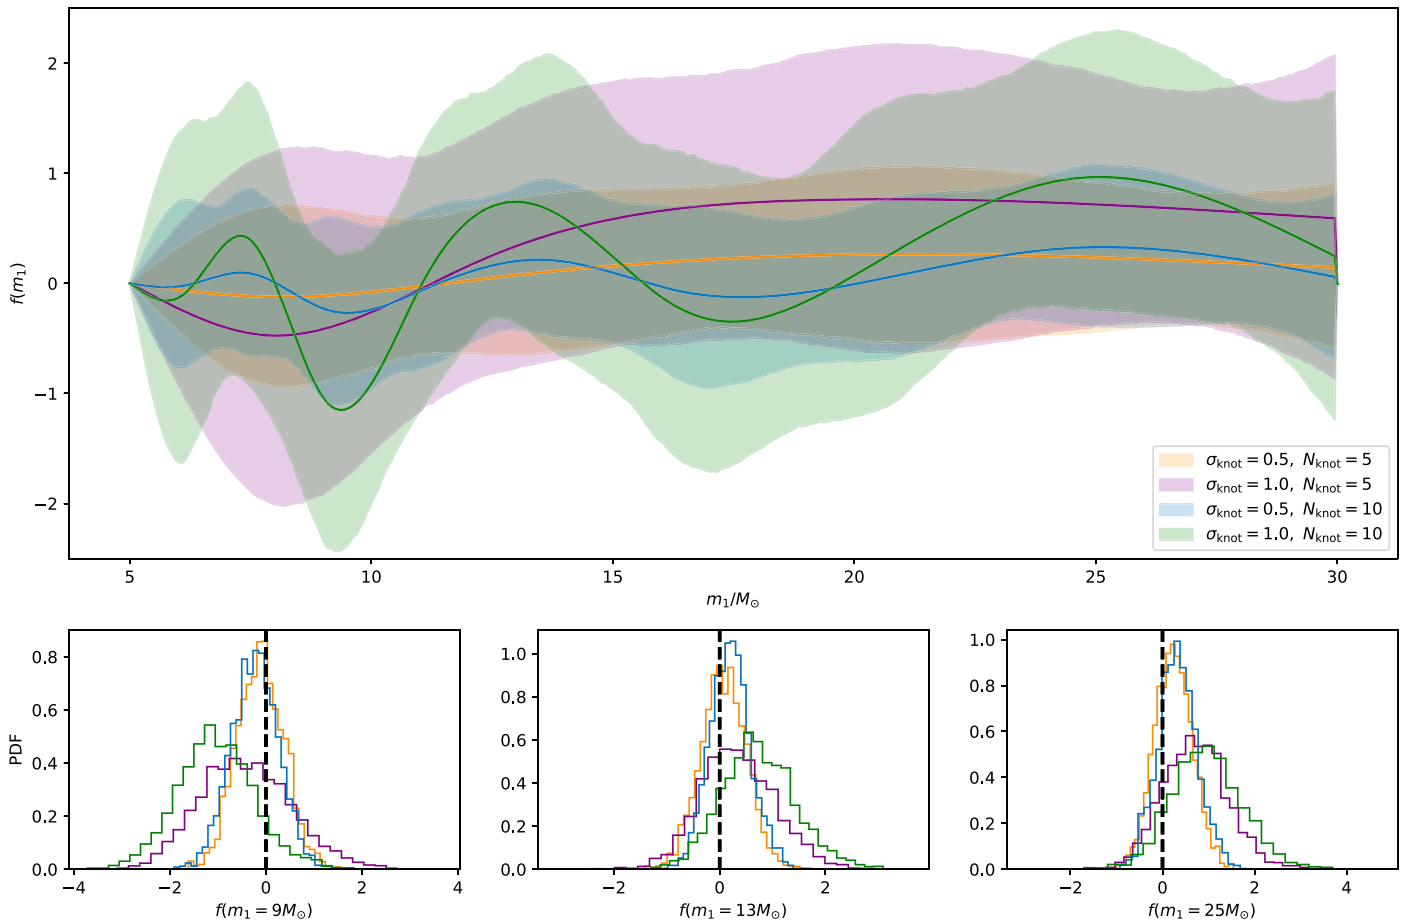 f(m₁)
2
1
0
−1
−2
5 10 15 20 25 30
m₁/M⊙
σknot = 0.5, Nknot = 5
σknot = 1.0, Nknot = 5
σknot = 0.5, Nknot = 10
σknot = 1.0, Nknot = 10
PDF
0.8
0.6
0.4
0.2
0.0
−4 −2 0 2 4
f(m₁ = 9M⊙)
1.0
0.8
0.6
0.4
0.2
0.0
−2 0 2
f(m₁ = 13M⊙)
1.0
0.8
0.6
0.4
0.2
0.0
−2 0 2 4
f(m₁ = 25M⊙)